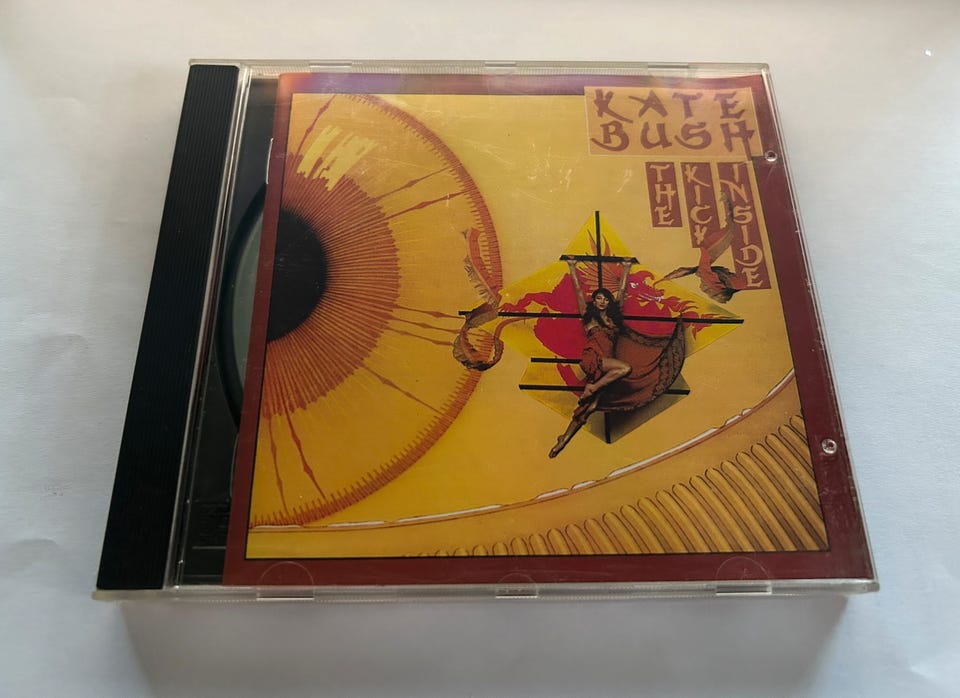 KATE
BUSH
THE
KICK
INSIDE